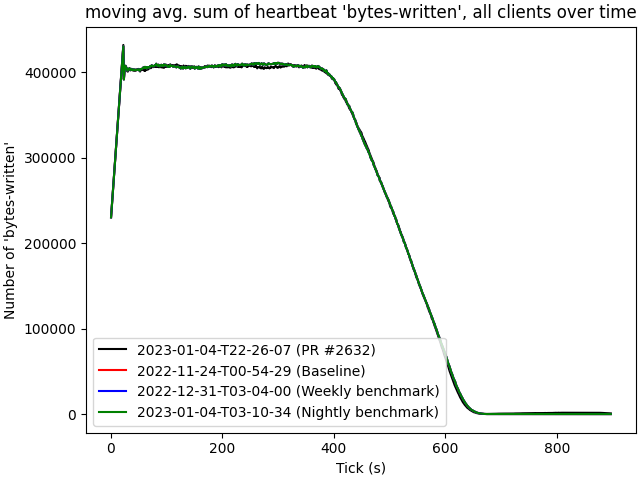 moving avg. sum of heartbeat 'bytes-written', all clients over time
Number of 'bytes-written'
400000
300000
200000
100000
0
2023-01-04-T22-26-07 (PR #2632)
2022-11-24-T00-54-29 (Baseline)
2022-12-31-T03-04-00 (Weekly benchmark)
2023-01-04-T03-10-34 (Nightly benchmark)
0 200 400 600 800
Tick (s)